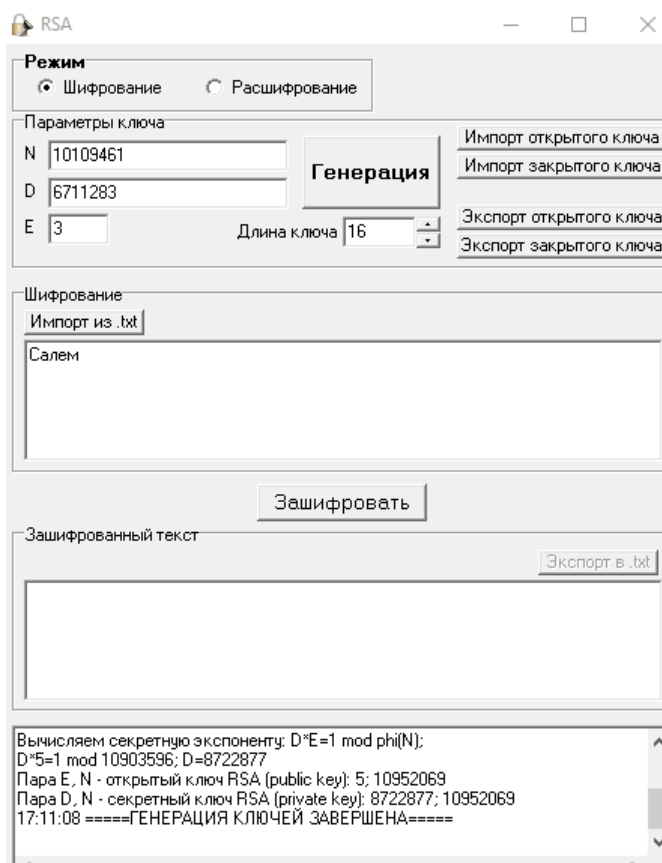 RSA
Режим
Шифрование Расшифрование
Параметры ключа
N 10109461
D 6711283
E 3
Генерация
Длина ключа 16
Импорт открытого ключа
Импорт закрытого ключа
Экспорт открытого ключа
Экспорт закрытого ключа
Шифрование
Импорт из .txt
Салем
Зашифровать
Зашифрованный текст
Экспорт в .txt
Вычисляем секретную экспоненту: D*E=1 mod phi(N);
D*5=1 mod 10903596; D=8722877
Пара E, N - открытый ключ RSA (public key): 5; 10952069
Пара D, N - секретный ключ RSA (private key): 8722877; 10952069
17:11:08 =====ГЕНЕРАЦИЯ КЛЮЧЕЙ ЗАВЕРШЕНА=====